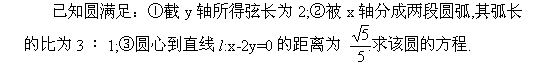 已知圆满足：①截 y 轴所得弦长为 2;②被 x 轴分成两段圆弧,其弧长
的比为 3 ∶ 1;③圆心到直线 l:x-2y=0 的距离为 √5/5 求该圆的方程.